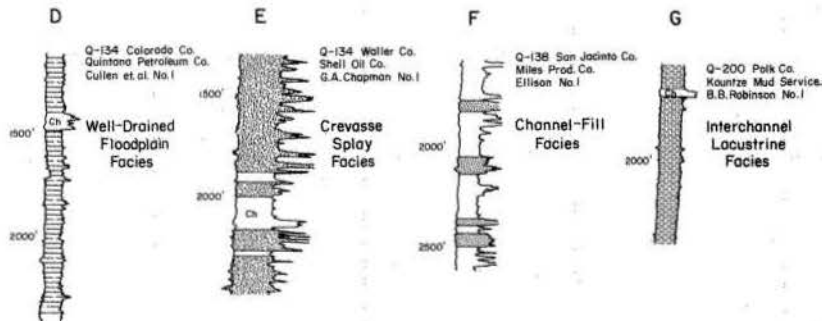 D
Q-134 Colorado Co.
Quintana Petroleum Co.
Cullen et.al. No.1
Ch
1500'
Well-Drained
Floodplain
Facies
2000'
E
Q-134 Waller Co.
Shell Oil Co.
G.A.Chapman No.1
1500'
Crevasse
Splay
Facies
2000'
Ch
F
Q-138 San Jacinto Co.
Miles Prod. Co.
Ellison No.1
Channel-Fill
Facies
2000'
2500'
G
Q-200 Polk Co.
Kountze Mud Service.
B.B.Robinson No.1
Ch
Interchannel
Lacustrine
Facies
2000'